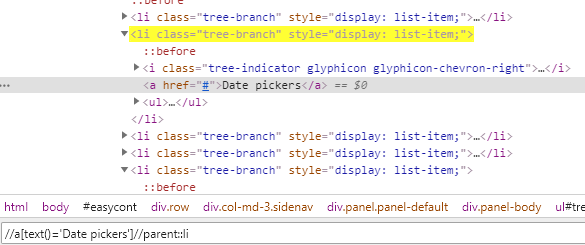 ::before
▶<li class="tree-branch" style="display: list-item;">…</li>
▼<li class="tree-branch" style="display: list-item;">
::before
▶<i class="tree-indicator glyphicon glyphicon-chevron-right">…</i>
… <a href="#">Date pickers</a> == $0
▶<ul>…</ul>
</li>
▶<li class="tree-branch" style="display: list-item;">…</li>
▶<li class="tree-branch" style="display: list-item;">…</li>
▼<li class="tree-branch" style="display: list-item;">
::before
html body #easycont div.row div.col-md-3.sidenav div.panel.panel-default div.panel-body ul#tre
//a[text()='Date pickers']//parent::li